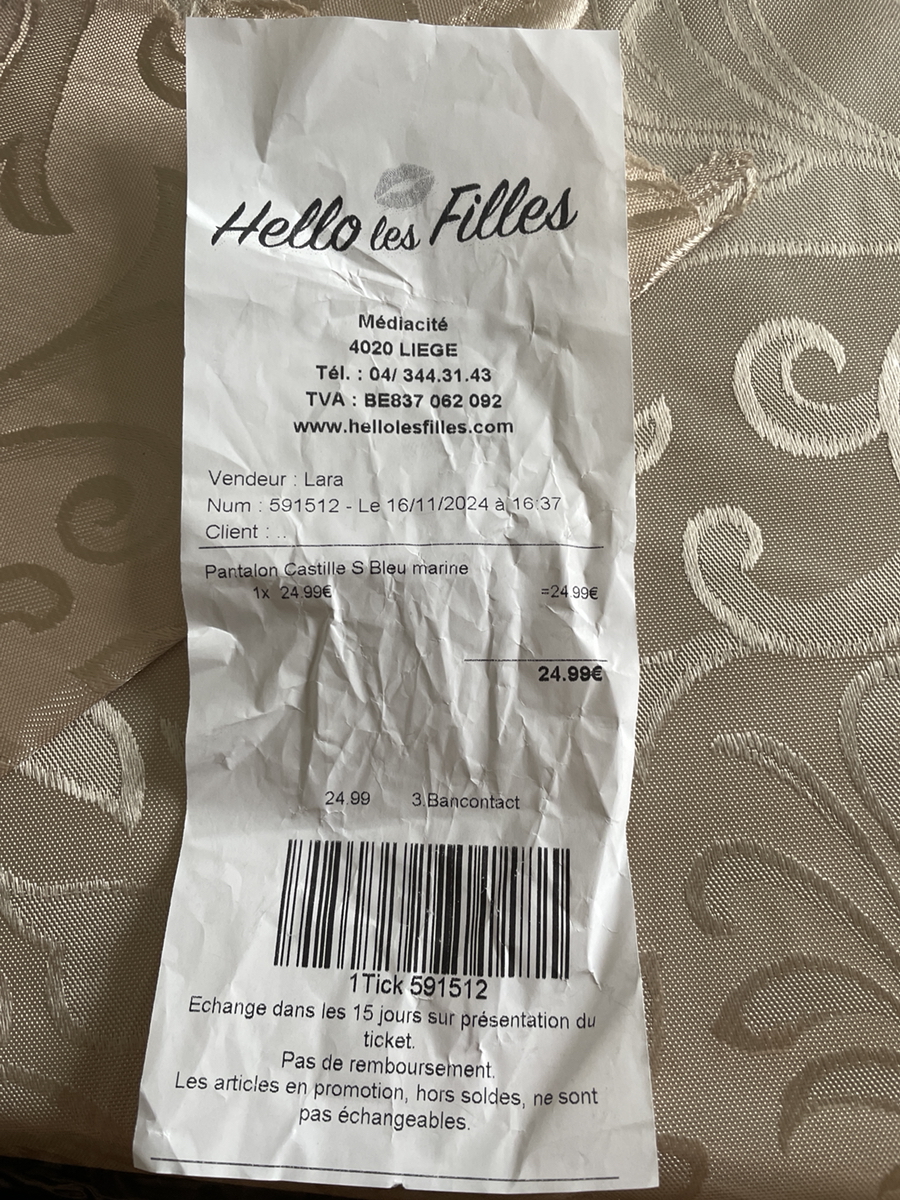 Hello les Filles
Médiacité
4020 LIEGE
Tél. : 04/ 344.31.43
TVA : BE837 062 092
www.hellolesfilles.com
Vendeur : Lara
Num : 591512 - Le 16/11/2024 à 16:37
Client : ..
Pantalon Castille S Bleu marine
1x 24.99€ =24.99€
24.99€
24.99 3.Bancontact
1Tick 591512
Echange dans les 15 jours sur présentation du
ticket.
Pas de remboursement.
Les articles en promotion, hors soldes, ne sont
pas échangeables.